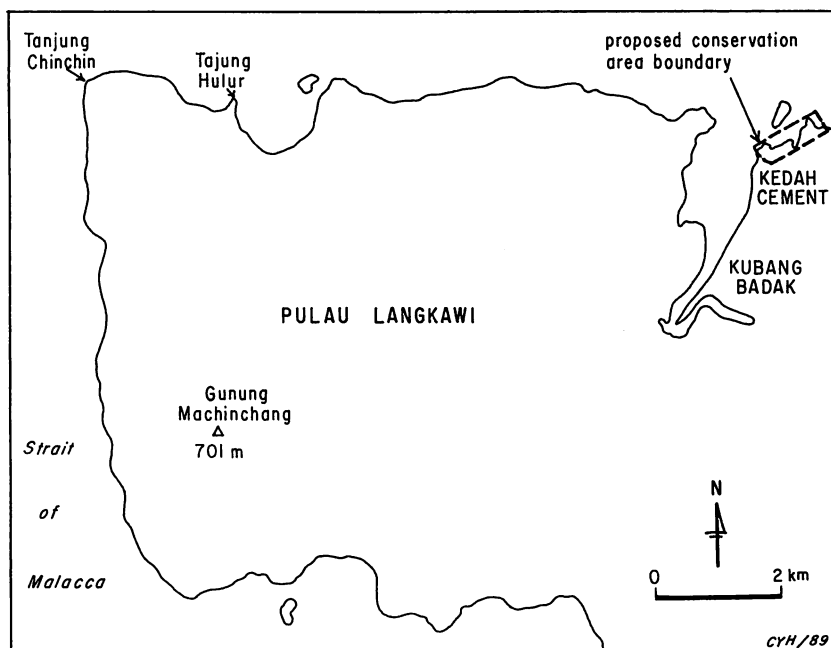 Tanjung
Chinchin
Tajung
Hulur
proposed conservation
area boundary
KEDAH
CEMENT
KUBANG
BADAK
PULAU LANGKAWI
Gunung
Machinchang
701 m
Strait
of
Malacca
N
0 2 km
CYH/89